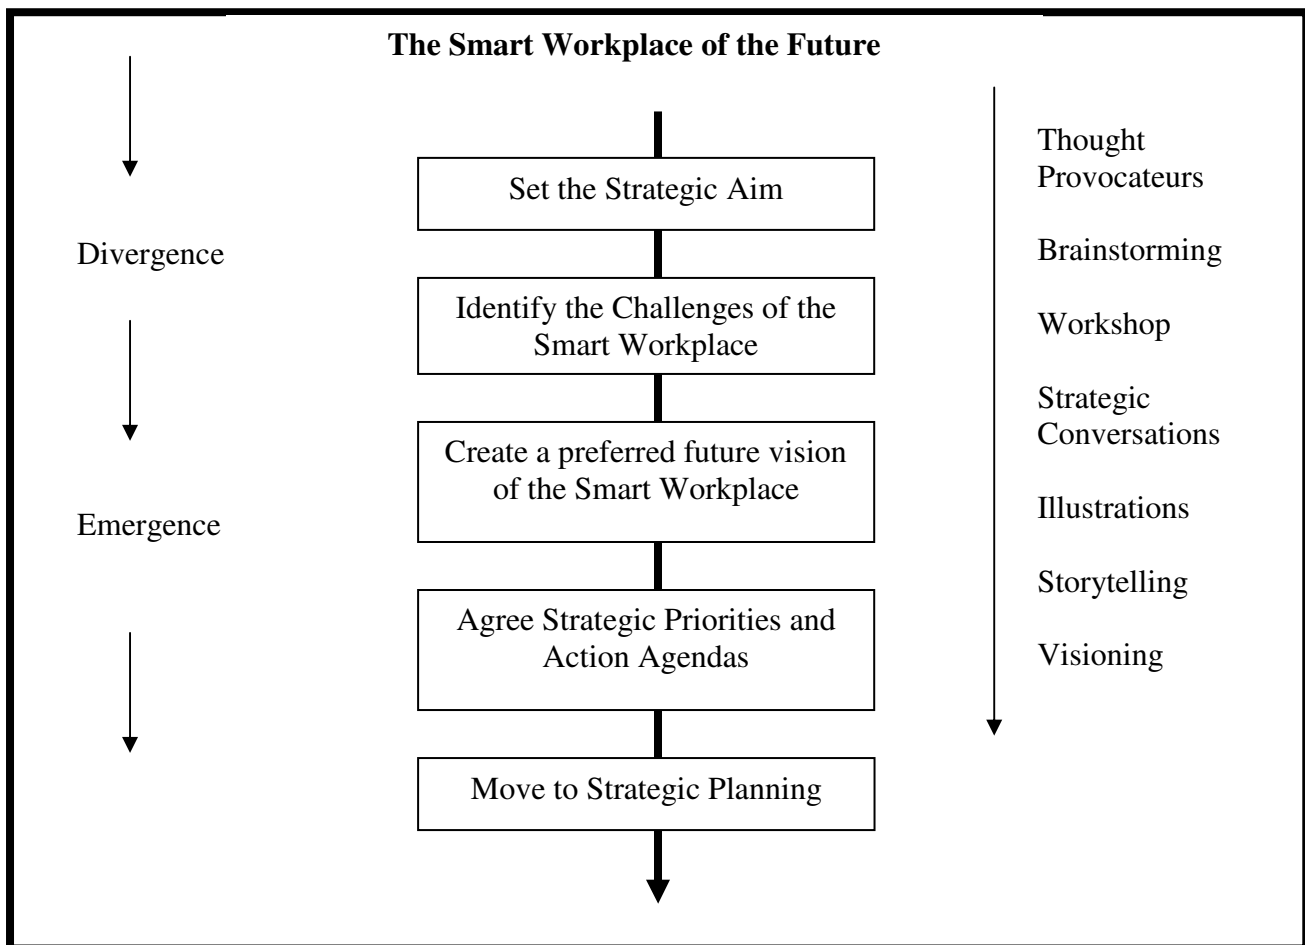 The Smart Workplace of the Future
Divergence
Emergence
Set the Strategic Aim
Identify the Challenges of the
Smart Workplace
Create a preferred future vision
of the Smart Workplace
Agree Strategic Priorities and
Action Agendas
Move to Strategic Planning
Thought
Provocateurs
Brainstorming
Workshop
Strategic
Conversations
Illustrations
Storytelling
Visioning